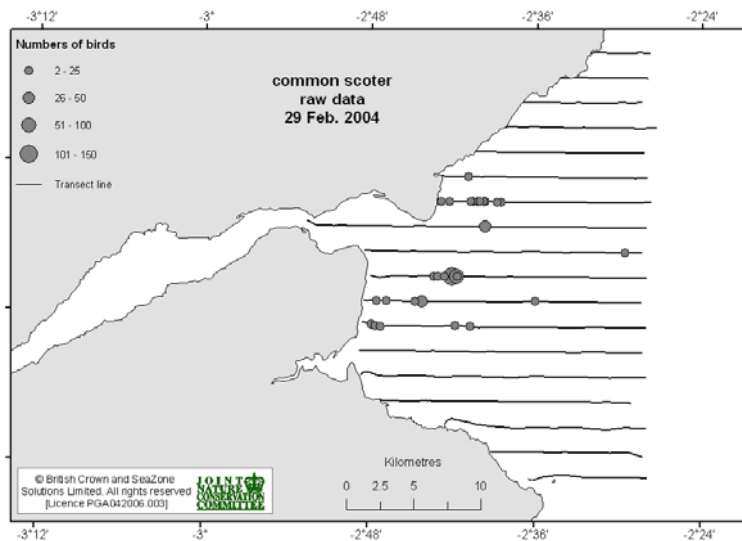 -3°12' -3° -2°48' -2°36' -2°24'
Numbers of birds
2 - 25
26 - 50
51 - 100
101 - 150
Transect line
common scoter
raw data
29 Feb. 2004
Kilometres
0 2.5 5 10
© British Crown and SeaZone
Solutions Limited. All rights reserved
[Licence PGA042006.003]
JOINT
NATURE
CONSERVATION
COMMITTEE
-3°12' -3° -2°48' -2°36' -2°24'